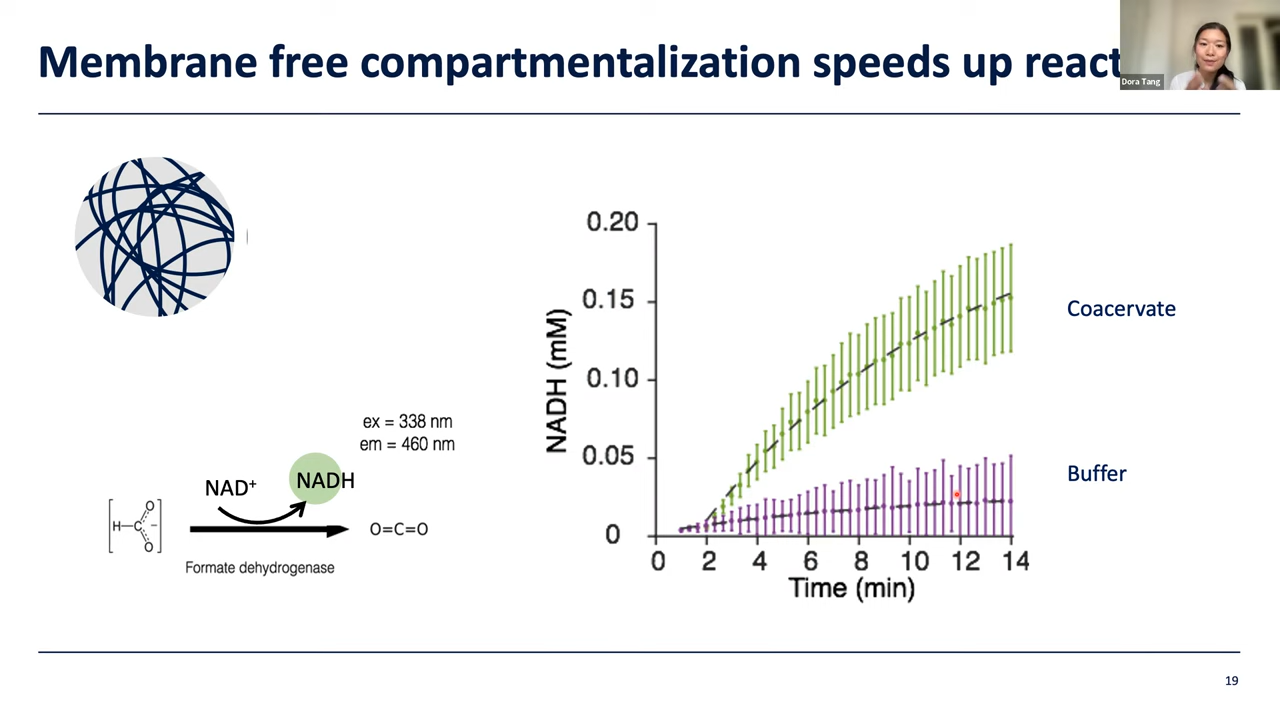 Membrane free compartmentalization speeds up react
Dora Tang
ex = 338 nm
em = 460 nm
NAD+
NADH
H
C
O
O
−
O=C=O
Formate dehydrogenase
NADH (mM)
0.20
0.15
0.10
0.05
0
0 2 4 6 8 10 12 14
Time (min)
Coacervate
Buffer
19